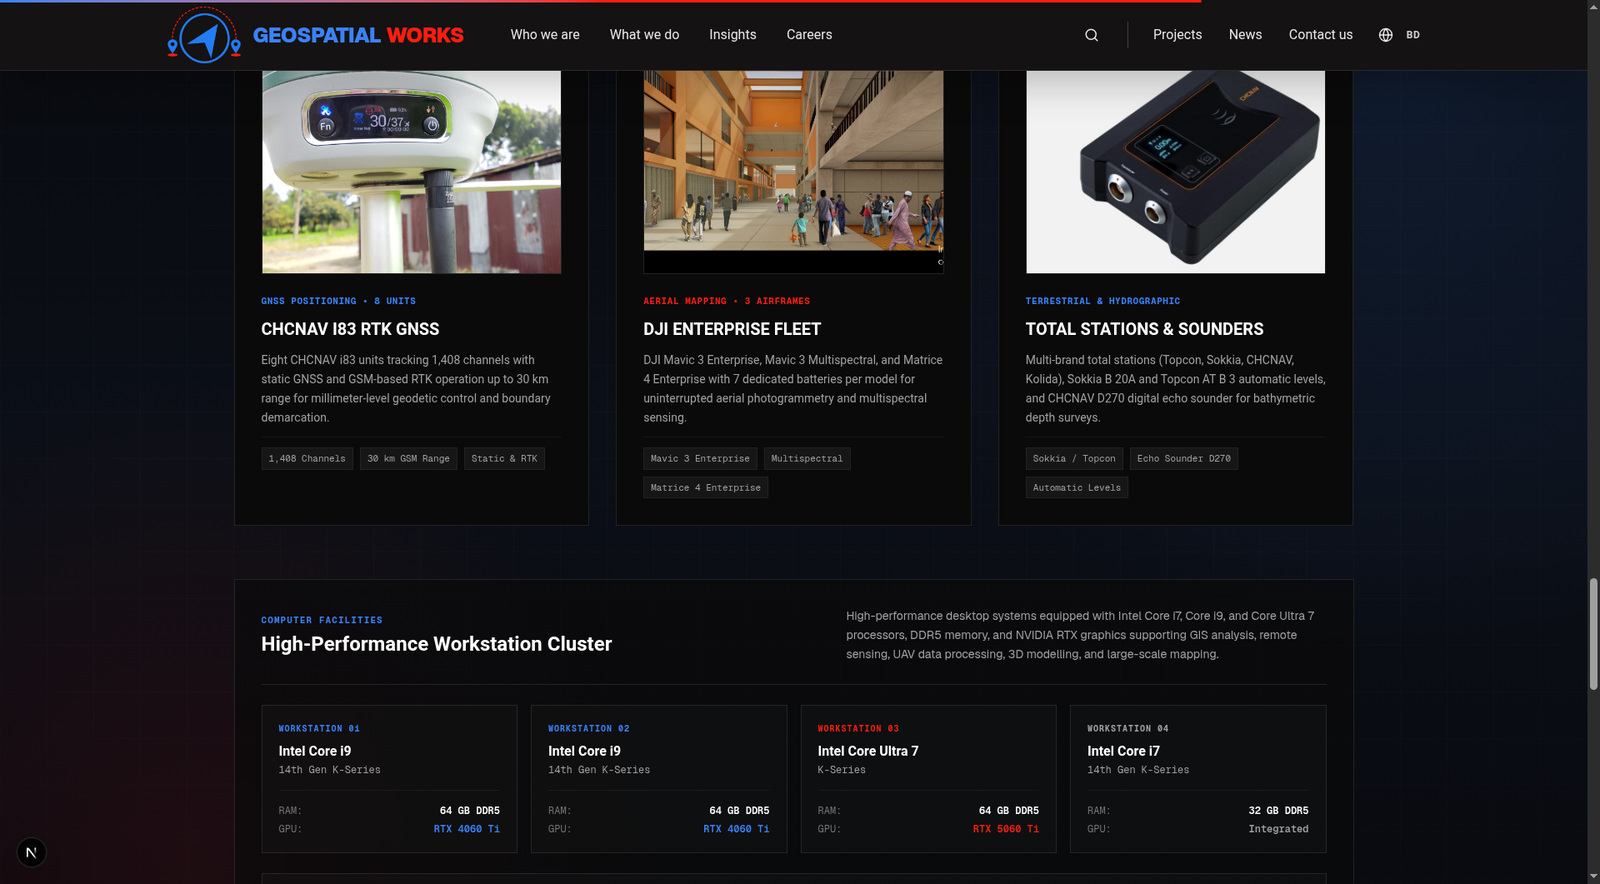 GEOSPATIAL WORKS
Who we are
What we do
Insights
Careers
Projects
News
Contact us
BD
Fn
30/37
CHCNAV
GNSS POSITIONING • 8 UNITS
CHCNAV I83 RTK GNSS
Eight CHCNAV i83 units tracking 1,408 channels with
static GNSS and GSM-based RTK operation up to 30 km
range for millimeter-level geodetic control and boundary
demarcation.
1,408 Channels
30 km GSM Range
Static & RTK
AERIAL MAPPING • 3 AIRFRAMES
DJI ENTERPRISE FLEET
DJI Mavic 3 Enterprise, Mavic 3 Multispectral, and Matrice
4 Enterprise with 7 dedicated batteries per model for
uninterrupted aerial photogrammetry and multispectral
sensing.
Mavic 3 Enterprise
Multispectral
Matrice 4 Enterprise
TERRESTRIAL & HYDROGRAPHIC
TOTAL STATIONS & SOUNDERS
Multi-brand total stations (Topcon, Sokkia, CHCNAV,
Kolida), Sokkia B 20A and Topcon AT B 3 automatic levels,
and CHCNAV D270 digital echo sounder for bathymetric
depth surveys.
Sokkia / Topcon
Echo Sounder D270
Automatic Levels
COMPUTER FACILITIES
High-Performance Workstation Cluster
High-performance desktop systems equipped with Intel Core i7, Core i9, and Core Ultra 7
processors, DDR5 memory, and NVIDIA RTX graphics supporting GIS analysis, remote
sensing, UAV data processing, 3D modelling, and large-scale mapping.
WORKSTATION 01
Intel Core i9
14th Gen K-Series
RAM: 64 GB DDR5
GPU: RTX 4060 Ti
WORKSTATION 02
Intel Core i9
14th Gen K-Series
RAM: 64 GB DDR5
GPU: RTX 4060 Ti
WORKSTATION 03
Intel Core Ultra 7
K-Series
RAM: 64 GB DDR5
GPU: RTX 5060 Ti
WORKSTATION 04
Intel Core i7
14th Gen K-Series
RAM: 32 GB DDR5
GPU: Integrated
N